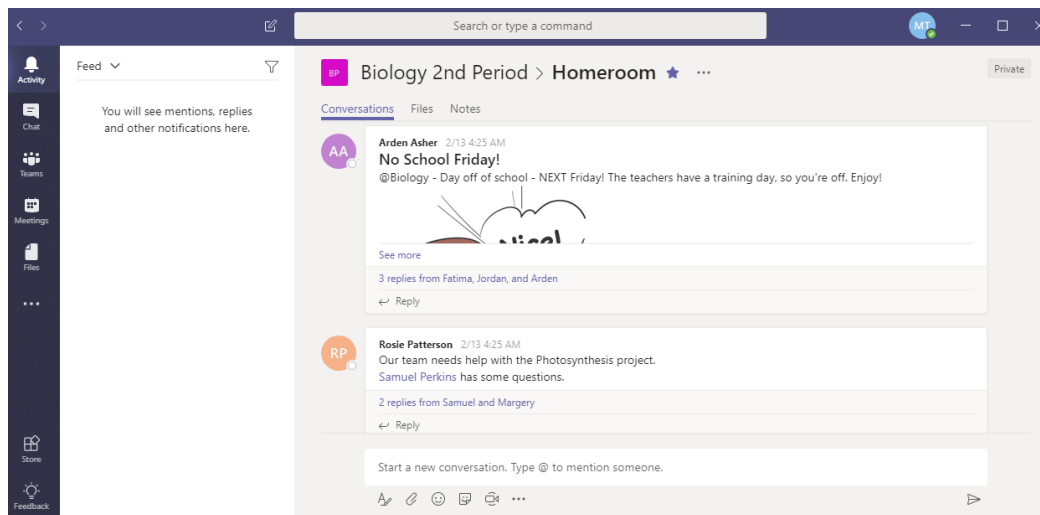 Search or type a command
MT
Activity
Chat
Teams
Meetings
Files
Store
Feedback
Feed
You will see mentions, replies
and other notifications here.
BP
Biology 2nd Period > Homeroom
Private
Conversations Files Notes
AA
Arden Asher 2/13 4:25 AM
No School Friday!
@Biology - Day off of school - NEXT Friday! The teachers have a training day, so you're off. Enjoy!
Nice!
See more
3 replies from Fatima, Jordan, and Arden
Reply
RP
Rosie Patterson 2/13 4:25 AM
Our team needs help with the Photosynthesis project.
Samuel Perkins has some questions.
2 replies from Samuel and Margery
Reply
Start a new conversation. Type @ to mention someone.